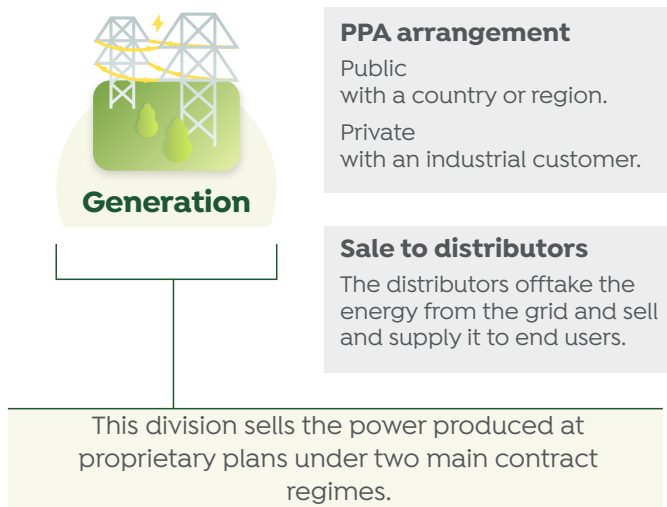 Generation
PPA arrangement
Public
with a country or region.
Private
with an industrial customer.
Sale to distributors
The distributors offtake the
energy from the grid and sell
and supply it to end users.
This division sells the power produced at
proprietary plans under two main contract
regimes.